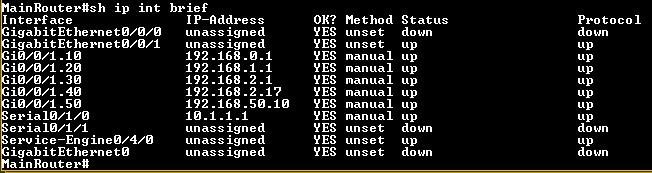 MainRouter#sh ip int brief
Interface IP-Address OK? Method Status Protocol
GigabitEthernet0/0/0 unassigned YES unset down down
GigabitEthernet0/0/1 unassigned YES unset up up
Gi0/0/1.10 192.168.0.1 YES manual up up
Gi0/0/1.20 192.168.1.1 YES manual up up
Gi0/0/1.30 192.168.2.1 YES manual up up
Gi0/0/1.40 192.168.2.17 YES manual up up
Gi0/0/1.50 192.168.50.10 YES manual up up
Serial0/1/0 10.1.1.1 YES manual up up
Serial0/1/1 unassigned YES unset down down
Service-Engine0/4/0 unassigned YES unset up up
GigabitEthernet0 unassigned YES unset down down
MainRouter#